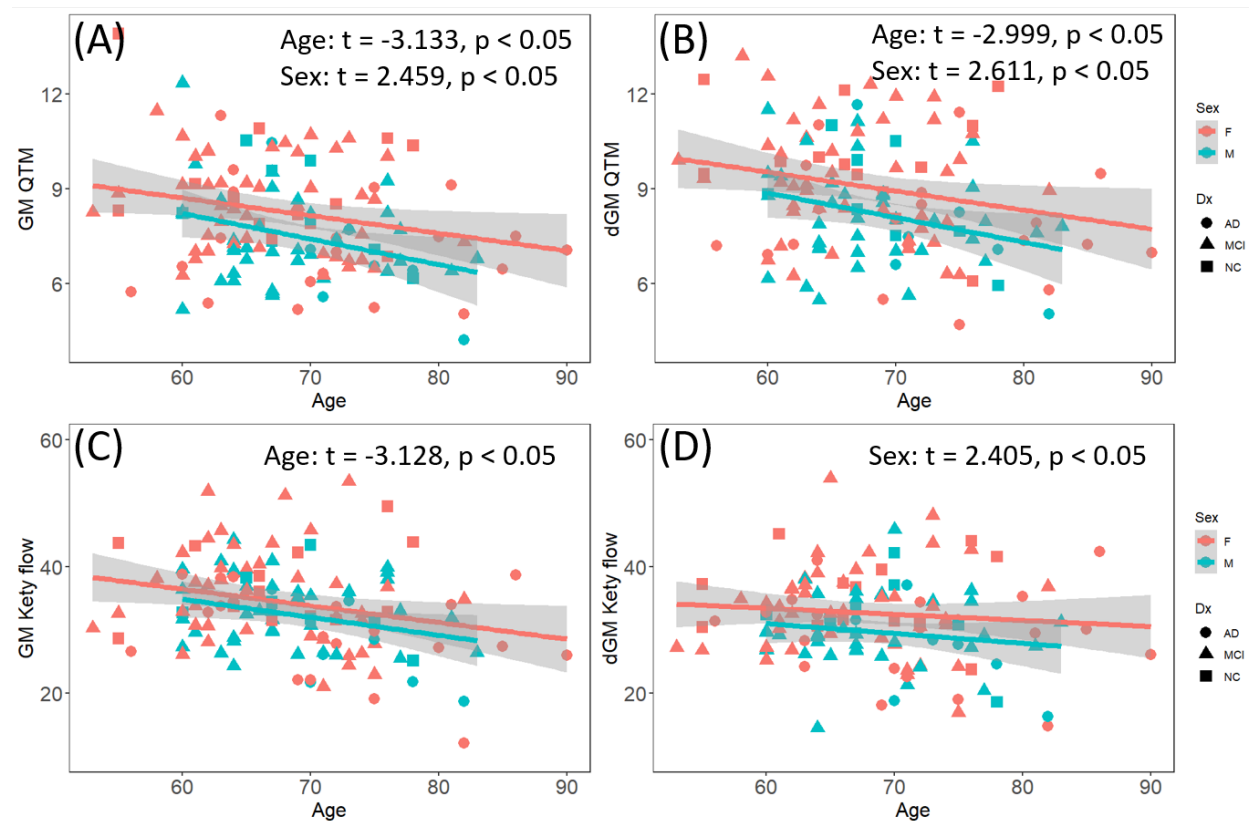 (A)
Age: t = -3.133, p < 0.05
Sex: t = 2.459, p < 0.05
GM QTM
12
9
6
60
70
80
90
Age
(B)
Age: t = -2.999, p < 0.05
Sex: t = 2.611, p < 0.05
dGM QTM
12
9
6
60
70
80
90
Age
Sex
F
M
Dx
AD
MCI
NC
(C)
Age: t = -3.128, p < 0.05
GM Kety flow
60
40
20
60
70
80
90
Age
(D)
Sex: t = 2.405, p < 0.05
dGM Kety flow
60
40
20
60
70
80
90
Age
Sex
F
M
Dx
AD
MCI
NC